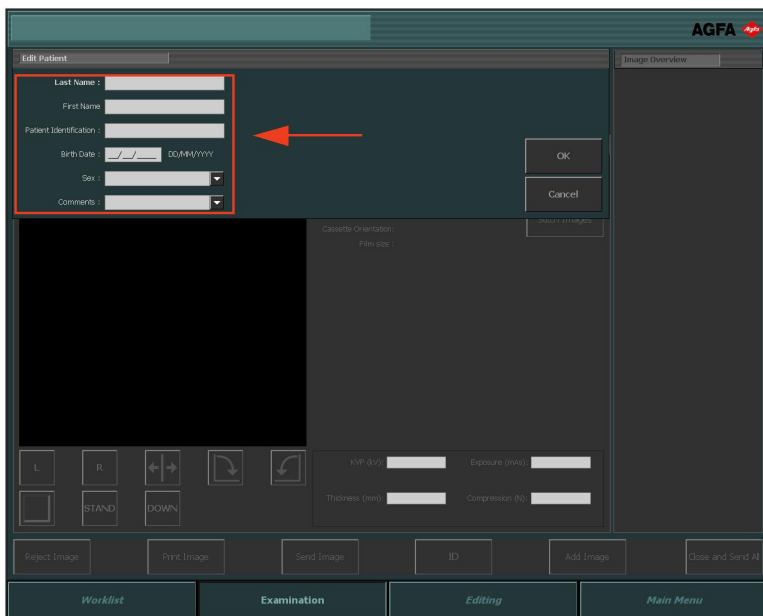 AGFA Agfa
Edit Patient
Image Overview
Last Name :
First Name
Patient Identification :
Birth Date : __/__/____ DD/MM/YYYY
Sex :
Comments :
OK
Cancel
Cassette Orientation:
Film size :
L
R
KVP (kV):
Exposure (mAs):
STAND
DOWN
Thickness (mm):
Compression (N):
Reject Image
Print Image
Send Image
ID
Add Image
Close and Send All
Worklist
Examination
Editing
Main Menu